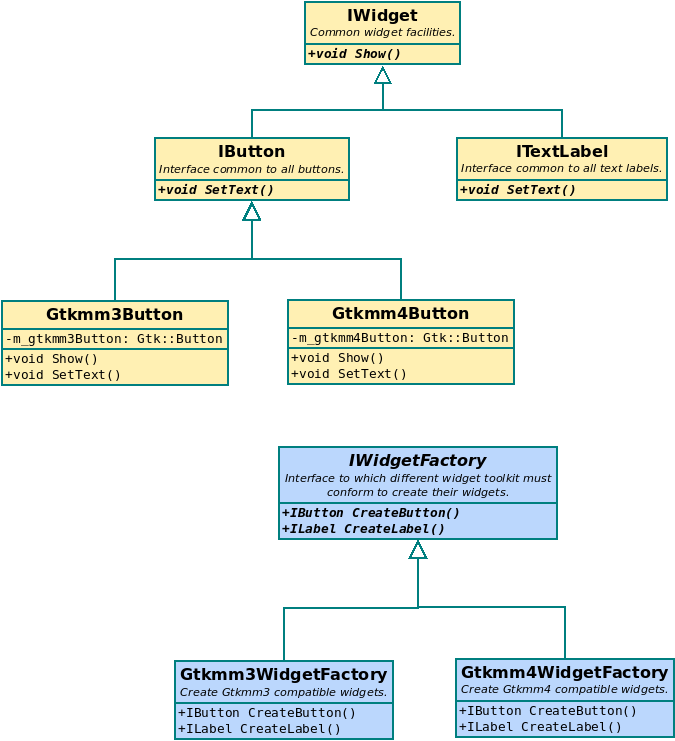 IWidget
Common widget facilities.
+void Show()
IButton
Interface common to all buttons.
+void SetText()
ITextLabel
Interface common to all text labels.
+void SetText()
Gtkmm3Button
-m_gtkmm3Button: Gtk::Button
+void Show()
+void SetText()
Gtkmm4Button
-m_gtkmm4Button: Gtk::Button
+void Show()
+void SetText()
IWidgetFactory
Interface to which different widget toolkit must
conform to create their widgets.
+IButton CreateButton()
+ILabel CreateLabel()
Gtkmm3WidgetFactory
Create Gtkmm3 compatible widgets.
+IButton CreateButton()
+ILabel CreateLabel()
Gtkmm4WidgetFactory
Create Gtkmm4 compatible widgets.
+IButton CreateButton()
+ILabel CreateLabel()